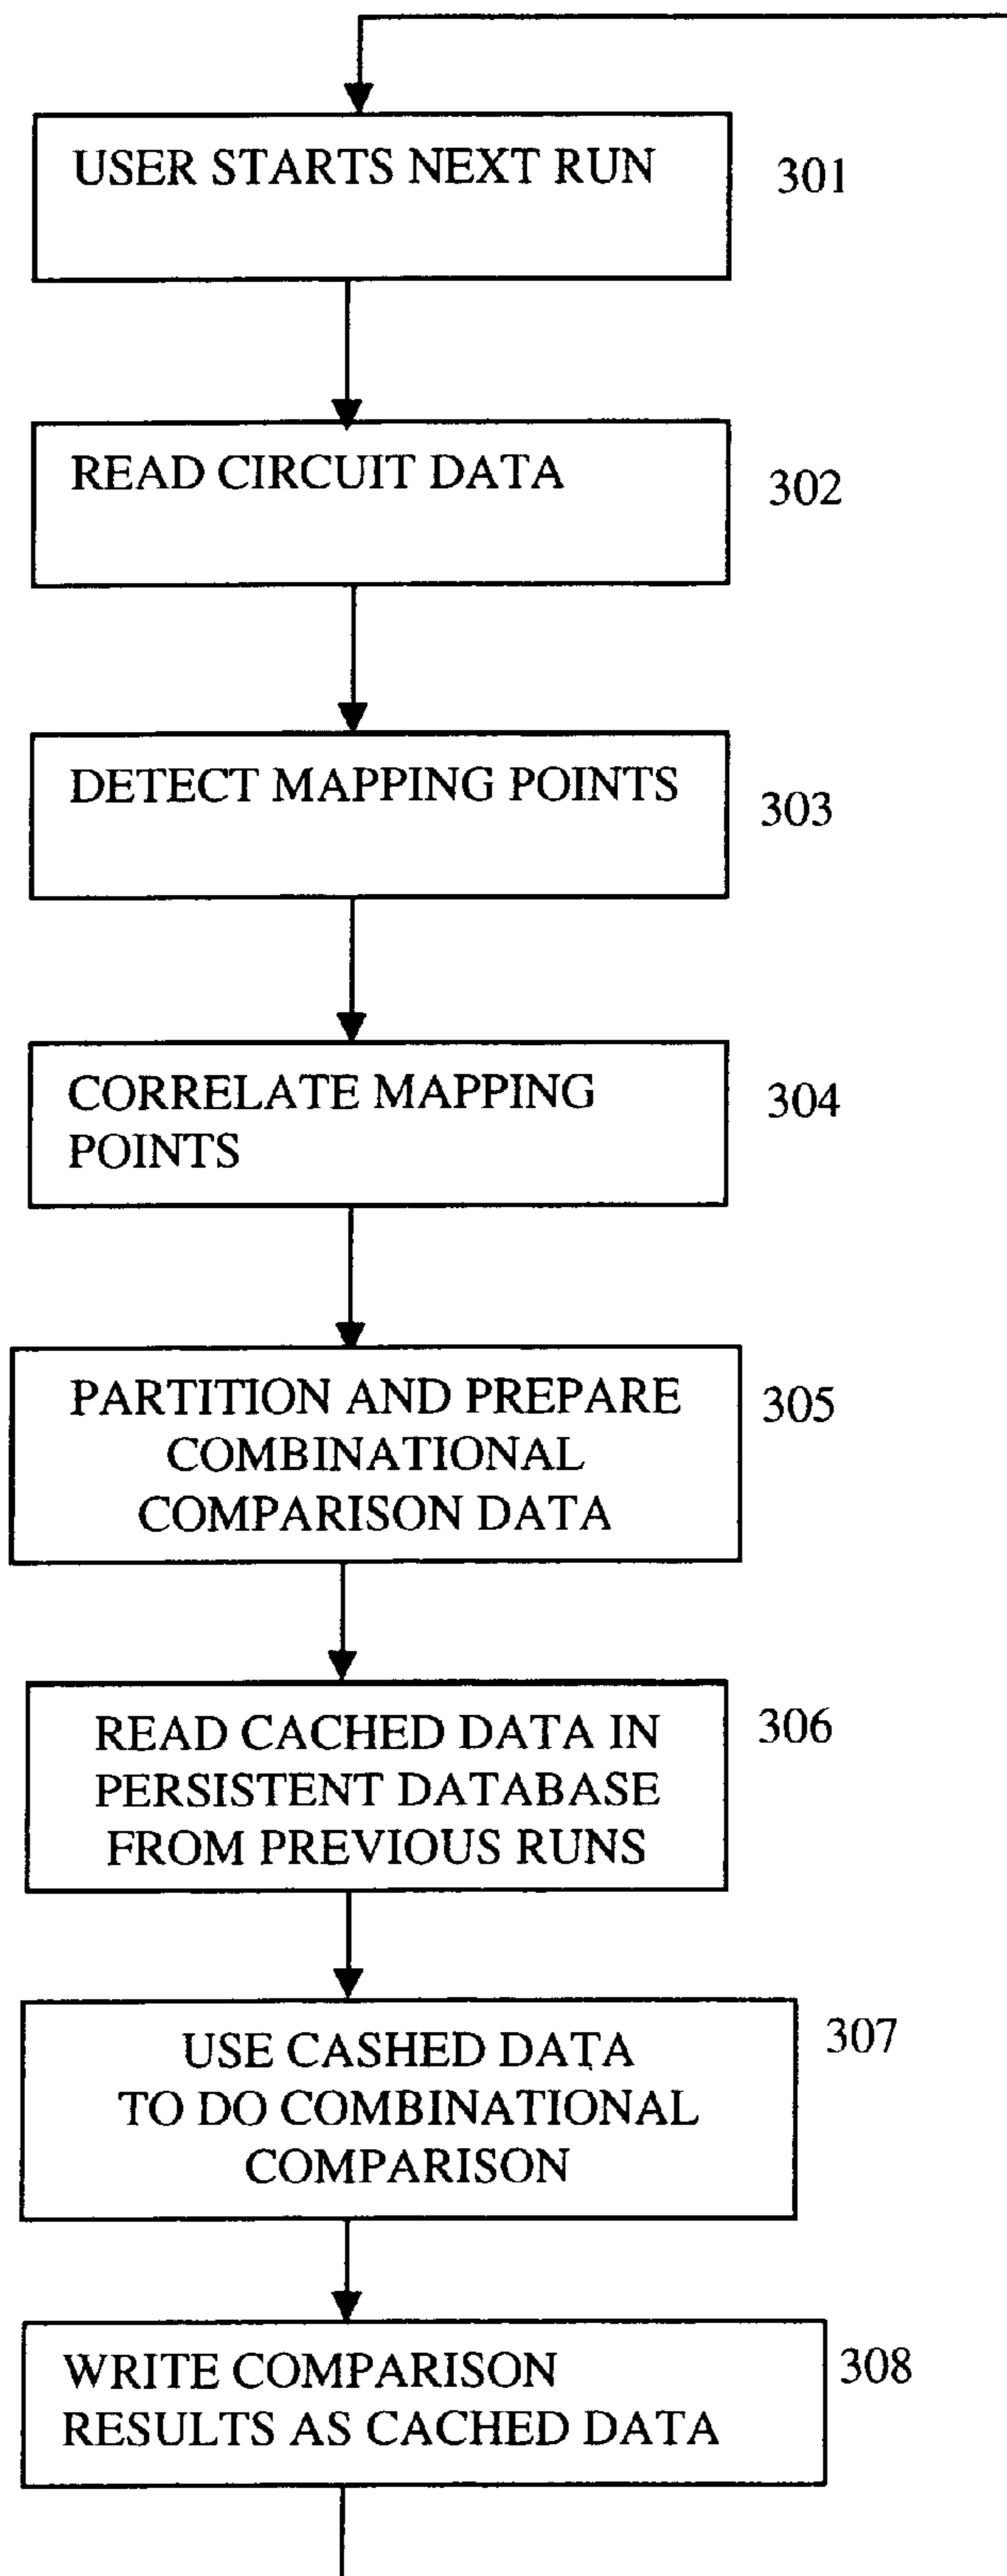 USER STARTS NEXT RUN
301
READ CIRCUIT DATA
302
DETECT MAPPING POINTS
303
CORRELATE MAPPING
POINTS
304
PARTITION AND PREPARE
COMBINATIONAL
COMPARISON DATA
305
READ CACHED DATA IN
PERSISTENT DATABASE
FROM PREVIOUS RUNS
306
USE CASHED DATA
TO DO COMBINATIONAL
COMPARISON
307
WRITE COMPARISON
RESULTS AS CACHED DATA
308